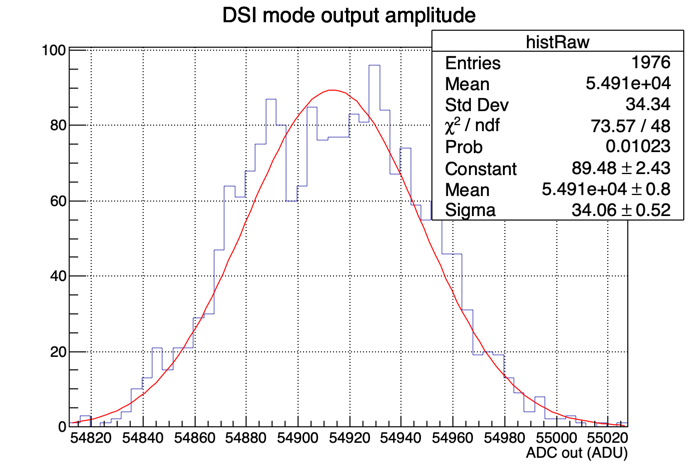 DSI mode output amplitude
histRaw
Entries 1976
Mean 5.491e+04
Std Dev 34.34
χ² / ndf 73.57 / 48
Prob 0.01023
Constant 89.48 ± 2.43
Mean 5.491e+04 ± 0.8
Sigma 34.06 ± 0.52
100
80
60
40
20
0
54820 54840 54860 54880 54900 54920 54940 54960 54980 55000 55020
ADC out (ADU)